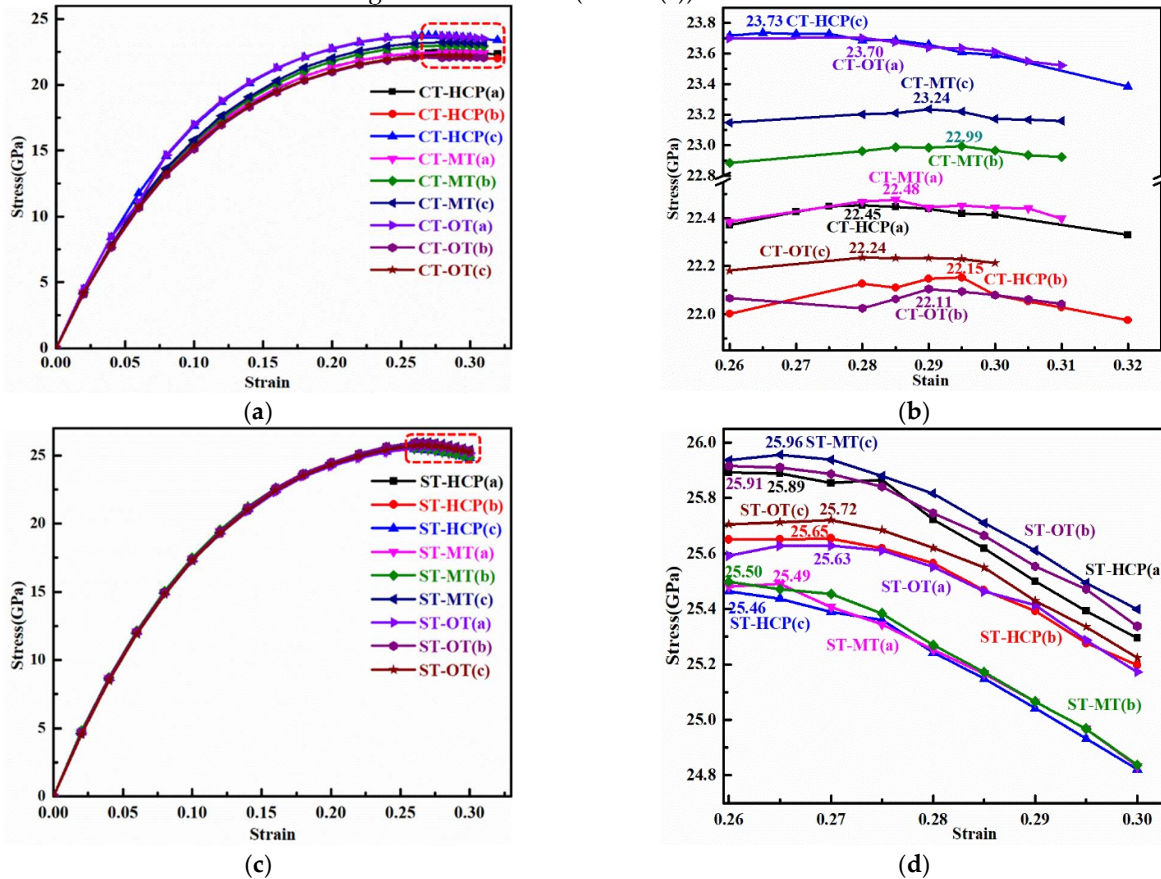 25
20
15
10
5
0
Stress(GPa)
0.00 0.05 0.10 0.15 0.20 0.25 0.30
Strain
CT-HCP(a)
CT-HCP(b)
CT-HCP(c)
CT-MT(a)
CT-MT(b)
CT-MT(c)
CT-OT(a)
CT-OT(b)
CT-OT(c)
(a)
23.8
23.6
23.4
23.2
23.0
22.8
22.4
22.2
22.0
Stress(GPa)
23.73 CT-HCP(c)
23.70
CT-OT(a)
CT-MT(c)
23.24
22.99
CT-MT(b)
CT-MT(a)
22.48
22.45
CT-HCP(a)
CT-OT(c)
22.24
22.15
CT-HCP(b)
22.11
CT-OT(b)
0.26 0.27 0.28 0.29 0.30 0.31 0.32
Stain
(b)
25
20
15
10
5
0
Stress(GPa)
0.00 0.05 0.10 0.15 0.20 0.25 0.30
Strain
ST-HCP(a)
ST-HCP(b)
ST-HCP(c)
ST-MT(a)
ST-MT(b)
ST-MT(c)
ST-OT(a)
ST-OT(b)
ST-OT(c)
(c)
26.0
25.8
25.6
25.4
25.2
25.0
24.8
Stress(GPa)
25.96 ST-MT(c)
25.91
25.89
ST-OT(c)
25.72
ST-OT(b)
25.65
25.63
ST-OT(a)
ST-HCP(a)
25.50
25.49
25.46
ST-HCP(c)
ST-HCP(b)
ST-MT(a)
ST-MT(b)
0.26 0.27 0.28 0.29 0.30
Strain
(d)